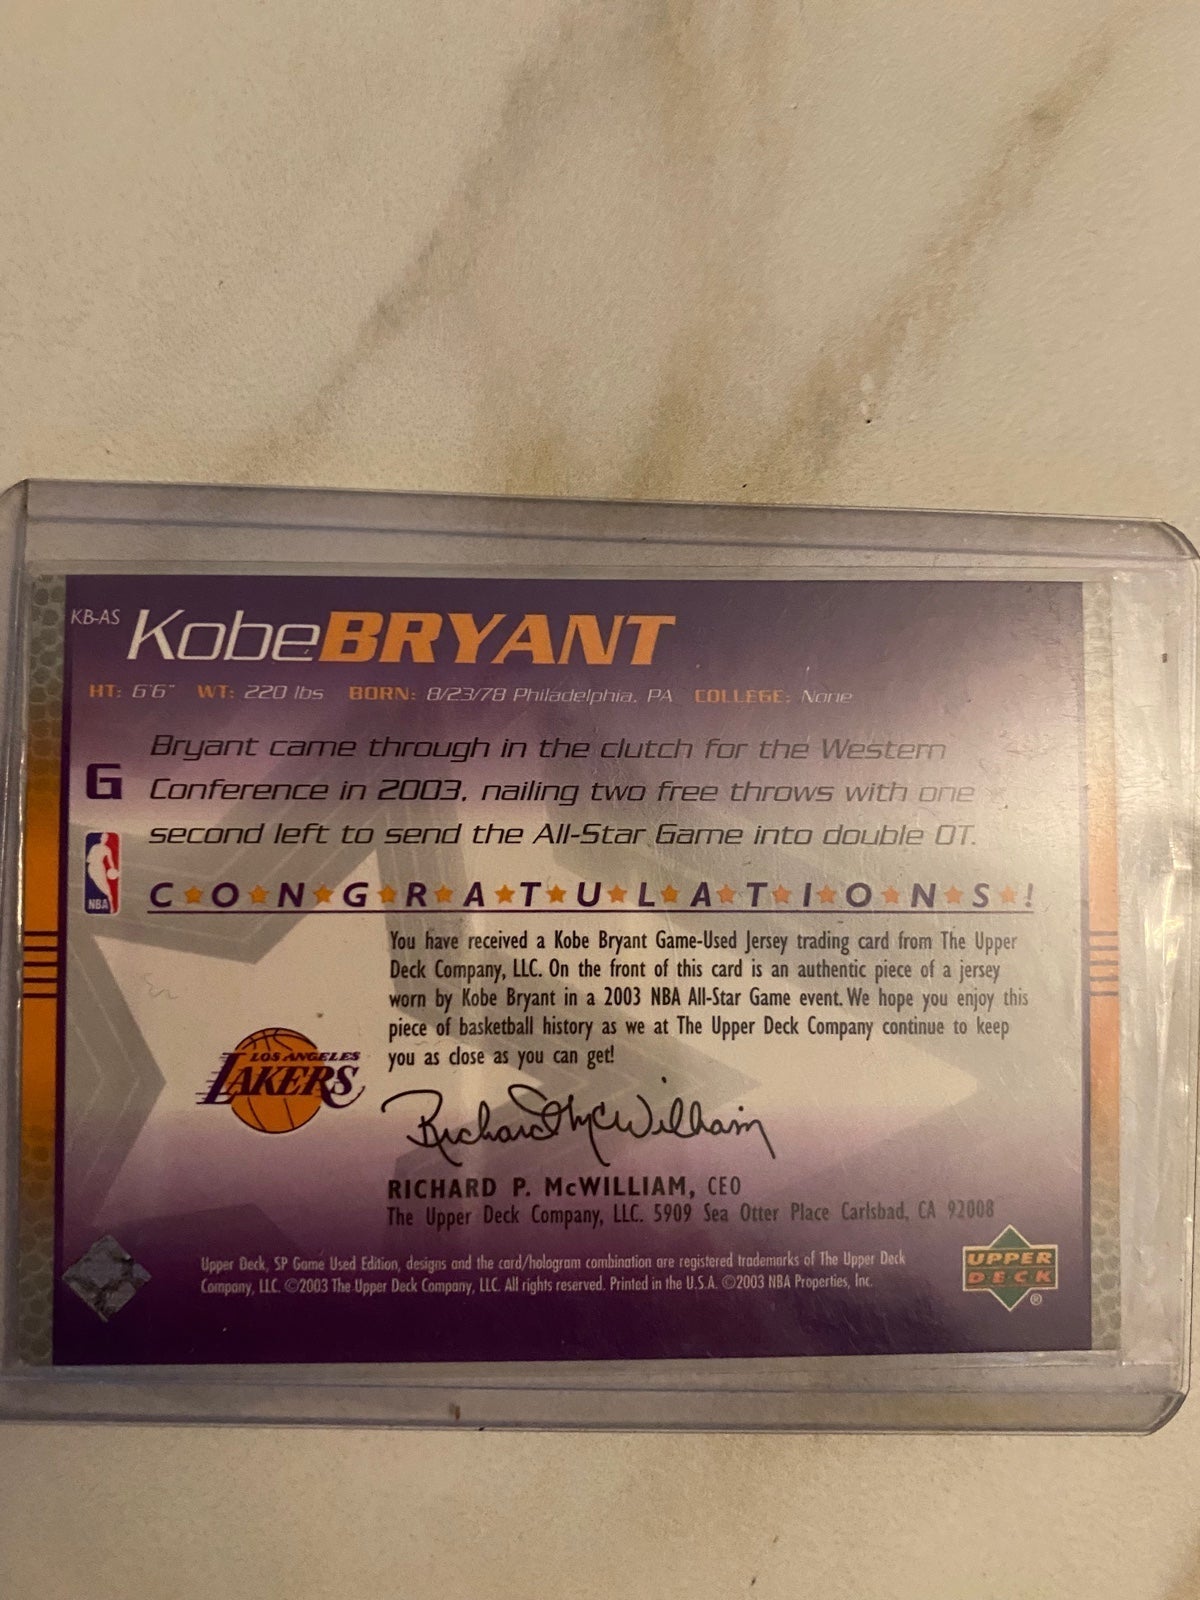 KB-AS
KobeBRYANT
HT: 6'6" WT: 220 lbs BORN: 8/23/78 Philadelphia, PA COLLEGE: None
Bryant came through in the clutch for the Western
G
Conference in 2003, nailing two free throws with one
second left to send the All-Star Game into double OT.
NBA
C★O★N★G★R★A★T★U★L★A★T★I★O★N★S★!
You have received a Kobe Bryant Game-Used Jersey trading card from The Upper
Deck Company, LLC. On the front of this card is an authentic piece of a jersey
worn by Kobe Bryant in a 2003 NBA All-Star Game event. We hope you enjoy this
piece of basketball history as we at The Upper Deck Company continue to keep
you as close as you can get!
LOS ANGELES
LAKERS
Richard P. McWilliam
RICHARD P. McWILLIAM, CEO
The Upper Deck Company, LLC. 5909 Sea Otter Place Carlsbad, CA 92008
Upper Deck, SP Game Used Edition, designs and the card/hologram combination are registered trademarks of The Upper Deck
Company, LLC. ©2003 The Upper Deck Company, LLC. All rights reserved. Printed in the U.S.A. ©2003 NBA Properties, Inc.
UPPER
DECK
®